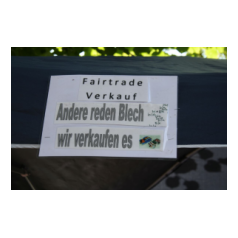 Fairtrade
Verkauf
Andere reden Blech
wir verkaufen es